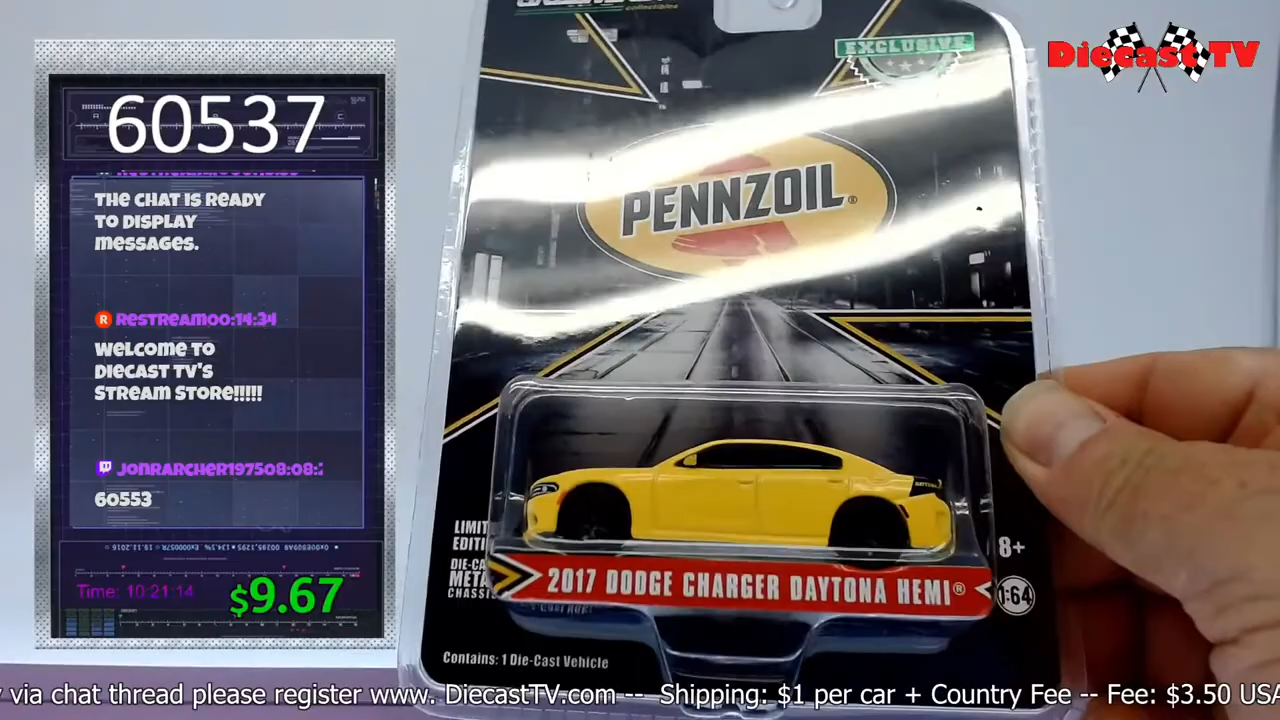 60537
THE CHAT IS READY
TO DISPLAY
MESSAGES.
R RESTREAM00:14:34
WELCOME TO
DIECAST TV'S
STREAM STORE!!!!!
JONRARCHER197508:08:
60553
Time: 10:21:14
$9.67
collectibles
EXCLUSIVE
Diecast TV
PENNZOIL®
DAYTONA
LIMIT
EDITI
DIE-CA
META
CHASSI
8+
2017 DODGE CHARGER DAYTONA HEMI®
1:64
Contains: 1 Die-Cast Vehicle
via chat thread please register www. DiecastTV.com -- Shipping: $1 per car + Country Fee -- Fee: $3.50 USA